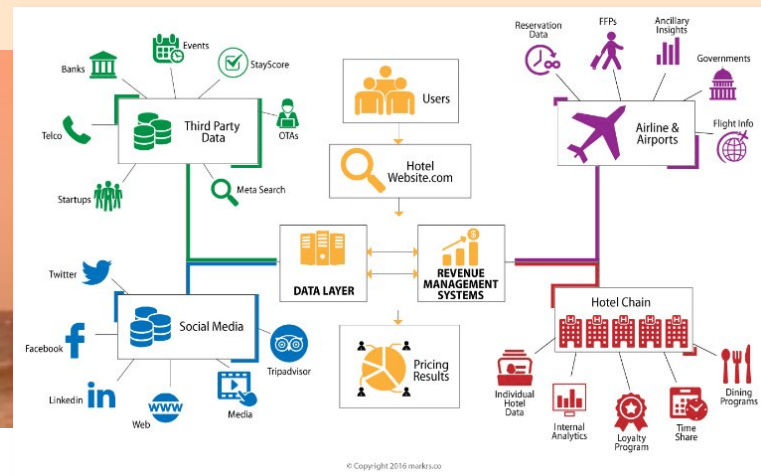 Reservation
Data
FFPs
Ancillary
Insights
Governments
Flight Info
Airline &
Airports
Events
Banks
StayScore
Telco
Third Party
Data
OTAs
Startups
Meta Search
Users
Hotel
Website.com
DATA LAYER
REVENUE
MANAGEMENT
SYSTEMS
$
Pricing
Results
Twitter
Facebook
f
Linkedin
in
Social Media
Tripadvisor
Web
WWW
Media
Hotel Chain
H H H H H
Individual
Hotel
Data
Internal
Analytics
Loyalty
Program
Time
Share
Dining
Programs
© Copyright 2016 markrs.co